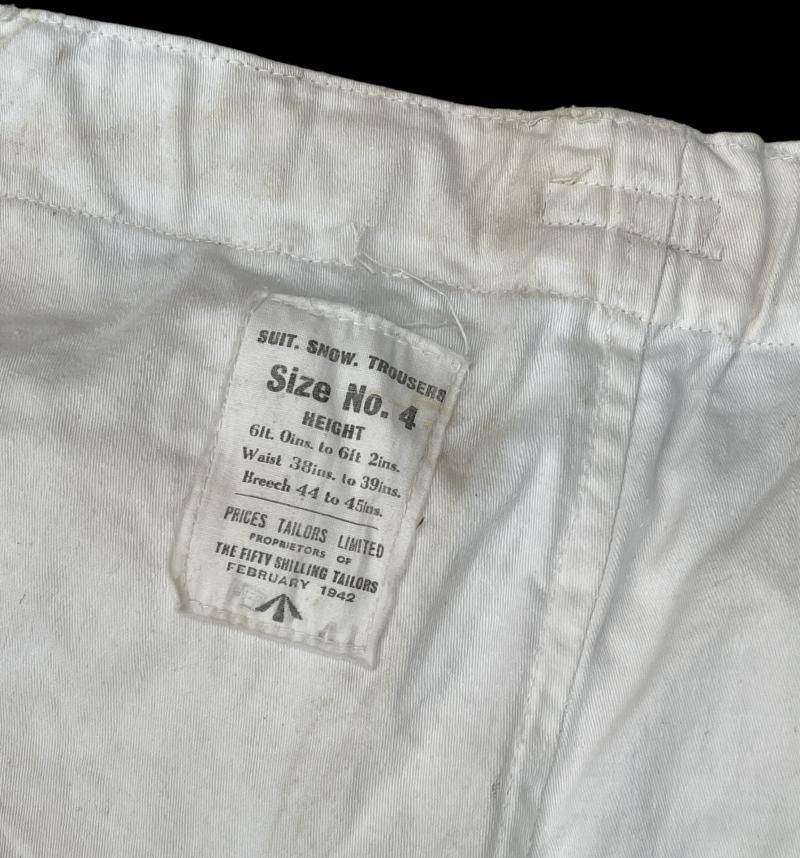 SUIT. SNOW. TROUSERS
Size No. 4
HEIGHT
6ft. 0ins. to 6ft 2ins.
Waist 38ins. to 39ins.
Breech 44 to 45ins.
PRICES TAILORS LIMITED
PROPRIETORS OF
THE FIFTY SHILLING TAILORS
FEBRUARY 1942